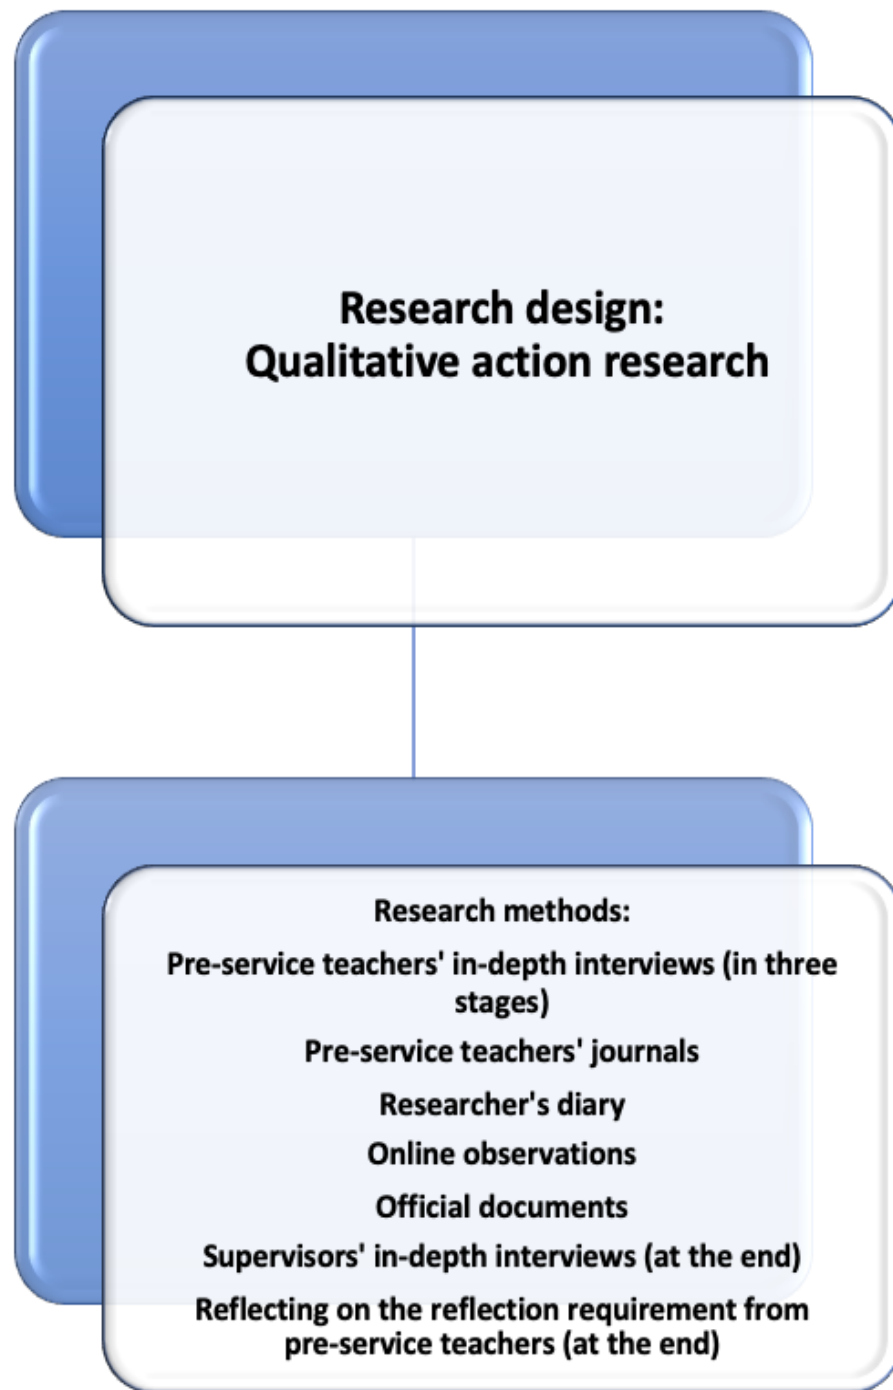 Research design:
Qualitative action research
Research methods:
Pre-service teachers' in-depth interviews (in three
stages)
Pre-service teachers' journals
Researcher's diary
Online observations
Official documents
Supervisors' in-depth interviews (at the end)
Reflecting on the reflection requirement from
pre-service teachers (at the end)